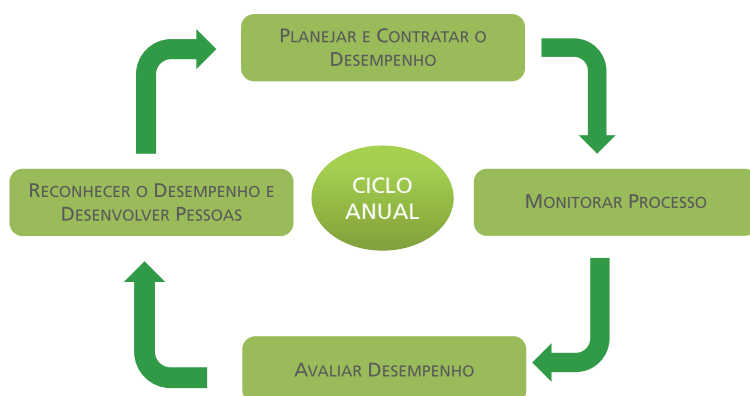 Planejar e Contratar o
Desempenho
Reconhecer o Desempenho e
Desenvolver Pessoas
CICLO
ANUAL
Monitorar Processo
Avaliar Desempenho